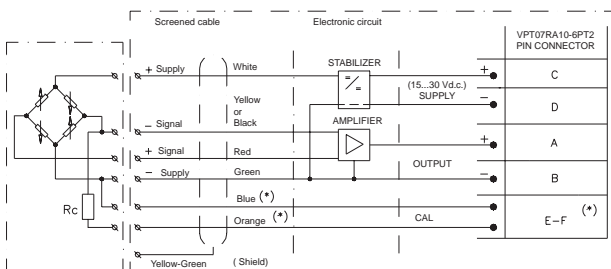 Screened cable
Electronic circuit
VPT07RA10-6PT2
PIN CONNECTOR
+ Supply
White
STABILIZER
=
=
(15...30 Vd.c.)
SUPPLY
+
C
−
D
Yellow
or
Black
− Signal
AMPLIFIER
+
A
+ Signal
Red
OUTPUT
− Supply
Green
−
B
Blue (*)
Rc
Orange (*)
CAL
E-F
(*)
Yellow-Green
(Shield)